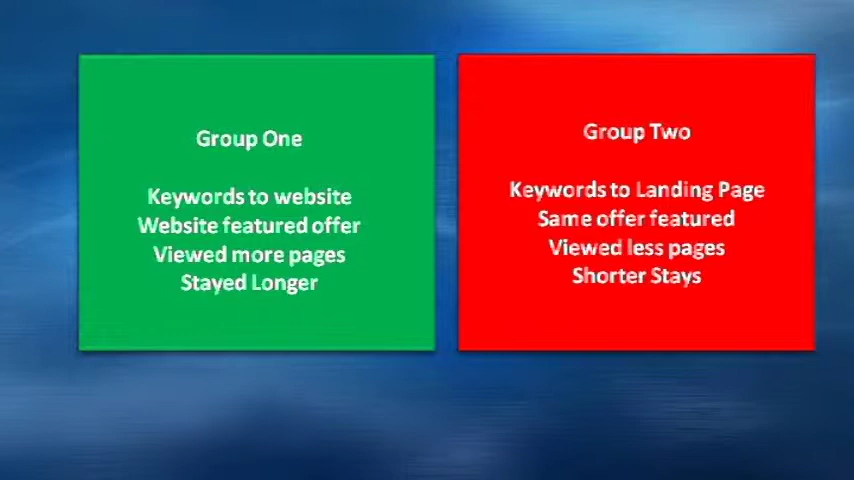 Group One
Keywords to website
Website featured offer
Viewed more pages
Stayed Longer
Group Two
Keywords to Landing Page
Same offer featured
Viewed less pages
Shorter Stays